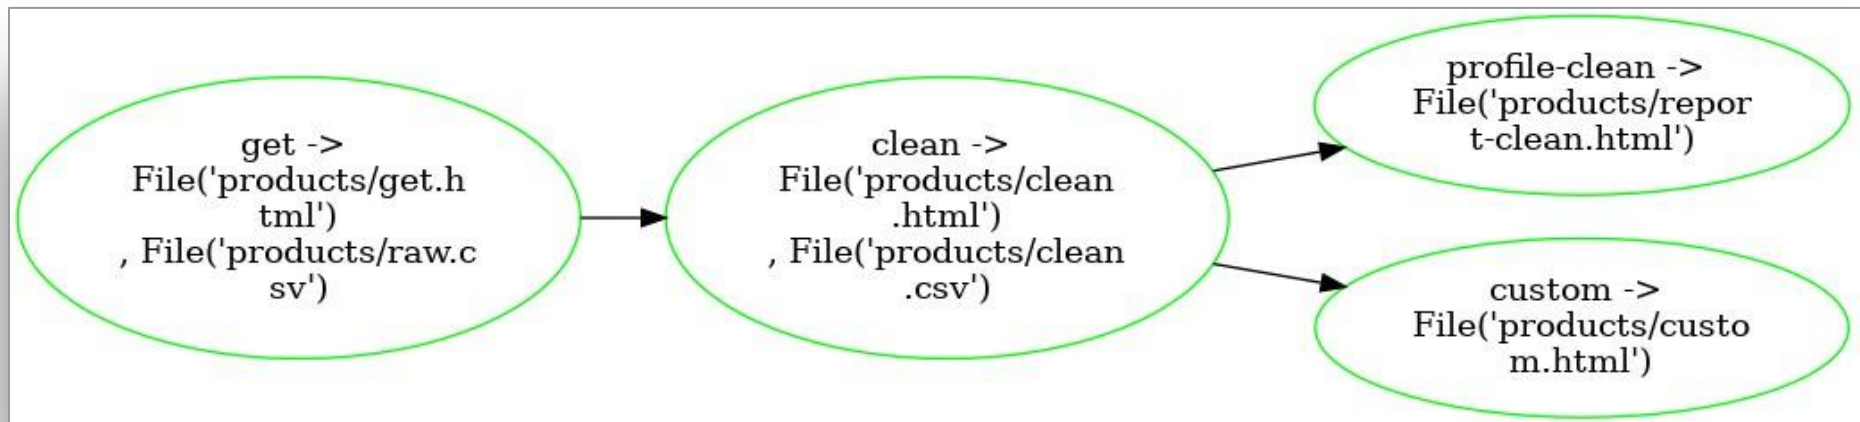 get ->
File('products/get.h
tml')
, File('products/raw.c
sv')
clean ->
File('products/clean
.html')
, File('products/clean
.csv')
profile-clean ->
File('products/repor
t-clean.html')
custom ->
File('products/custo
m.html')